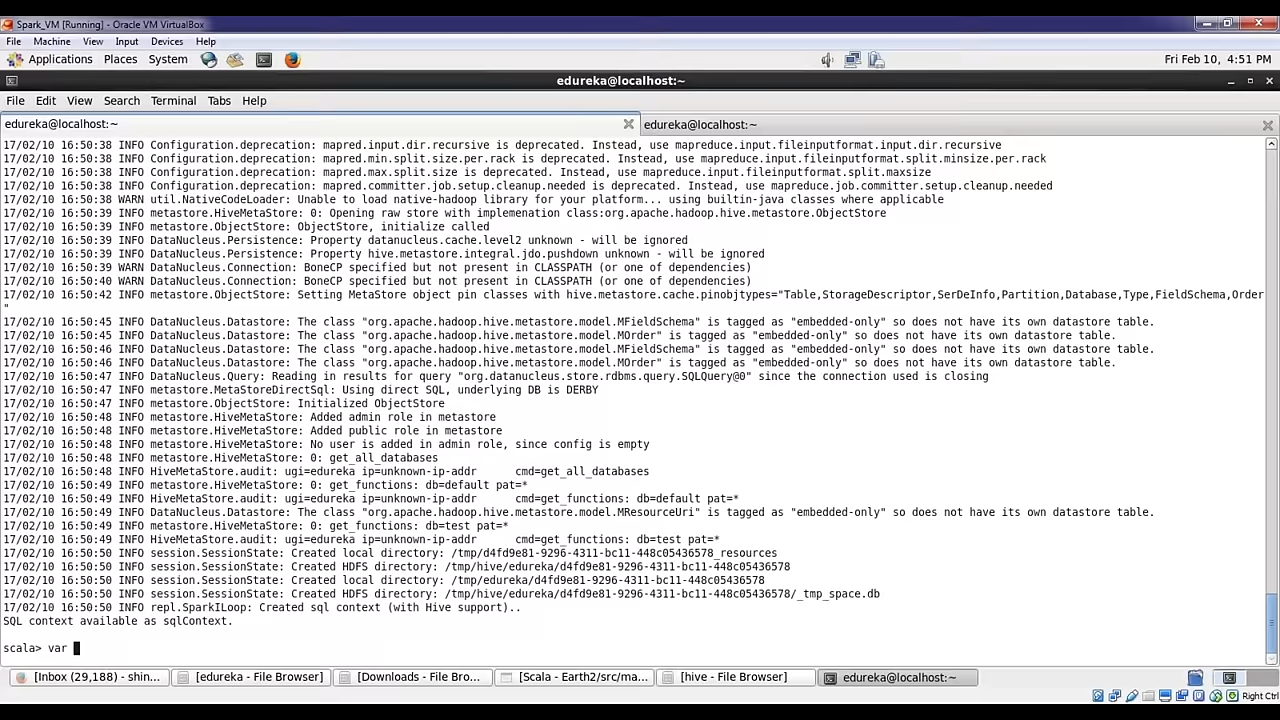 Spark_VM [Running] - Oracle VM VirtualBox
File Machine View Input Devices Help
Applications Places System Fri Feb 10, 4:51 PM
edureka@localhost:~
File Edit View Search Terminal Tabs Help
edureka@localhost:~ edureka@localhost:~
17/02/10 16:50:38 INFO Configuration.deprecation: mapred.input.dir.recursive is deprecated. Instead, use mapreduce.input.fileinputformat.input.dir.recursive
17/02/10 16:50:38 INFO Configuration.deprecation: mapred.min.split.size.per.rack is deprecated. Instead, use mapreduce.input.fileinputformat.split.minsize.per.rack
17/02/10 16:50:38 INFO Configuration.deprecation: mapred.max.split.size is deprecated. Instead, use mapreduce.input.fileinputformat.split.maxsize
17/02/10 16:50:38 INFO Configuration.deprecation: mapred.committer.job.setup.cleanup.needed is deprecated. Instead, use mapreduce.job.committer.setup.cleanup.needed
17/02/10 16:50:38 WARN util.NativeCodeLoader: Unable to load native-hadoop library for your platform... using builtin-java classes where applicable
17/02/10 16:50:39 INFO metastore.HiveMetaStore: 0: Opening raw store with implemenation class:org.apache.hadoop.hive.metastore.ObjectStore
17/02/10 16:50:39 INFO metastore.ObjectStore: ObjectStore, initialize called
17/02/10 16:50:39 INFO DataNucleus.Persistence: Property datanucleus.cache.level2 unknown - will be ignored
17/02/10 16:50:39 INFO DataNucleus.Persistence: Property hive.metastore.integral.jdo.pushdown unknown - will be ignored
17/02/10 16:50:39 WARN DataNucleus.Connection: BoneCP specified but not present in CLASSPATH (or one of dependencies)
17/02/10 16:50:40 WARN DataNucleus.Connection: BoneCP specified but not present in CLASSPATH (or one of dependencies)
17/02/10 16:50:42 INFO metastore.ObjectStore: Setting MetaStore object pin classes with hive.metastore.cache.pinobjtypes="Table,StorageDescriptor,SerDeInfo,Partition,Database,Type,FieldSchema,Order
"
17/02/10 16:50:45 INFO DataNucleus.Datastore: The class "org.apache.hadoop.hive.metastore.model.MFieldSchema" is tagged as "embedded-only" so does not have its own datastore table.
17/02/10 16:50:45 INFO DataNucleus.Datastore: The class "org.apache.hadoop.hive.metastore.model.MOrder" is tagged as "embedded-only" so does not have its own datastore table.
17/02/10 16:50:46 INFO DataNucleus.Datastore: The class "org.apache.hadoop.hive.metastore.model.MFieldSchema" is tagged as "embedded-only" so does not have its own datastore table.
17/02/10 16:50:46 INFO DataNucleus.Datastore: The class "org.apache.hadoop.hive.metastore.model.MOrder" is tagged as "embedded-only" so does not have its own datastore table.
17/02/10 16:50:47 INFO DataNucleus.Query: Reading in results for query "org.datanucleus.store.rdbms.query.SQLQuery@0" since the connection used is closing
17/02/10 16:50:47 INFO metastore.MetaStoreDirectSql: Using direct SQL, underlying DB is DERBY
17/02/10 16:50:47 INFO metastore.ObjectStore: Initialized ObjectStore
17/02/10 16:50:48 INFO metastore.HiveMetaStore: Added admin role in metastore
17/02/10 16:50:48 INFO metastore.HiveMetaStore: Added public role in metastore
17/02/10 16:50:48 INFO metastore.HiveMetaStore: No user is added in admin role, since config is empty
17/02/10 16:50:48 INFO metastore.HiveMetaStore: 0: get_all_databases
17/02/10 16:50:48 INFO HiveMetaStore.audit: ugi=edureka ip=unknown-ip-addr cmd=get_all_databases
17/02/10 16:50:49 INFO metastore.HiveMetaStore: 0: get_functions: db=default pat=*
17/02/10 16:50:49 INFO HiveMetaStore.audit: ugi=edureka ip=unknown-ip-addr cmd=get_functions: db=default pat=*
17/02/10 16:50:49 INFO DataNucleus.Datastore: The class "org.apache.hadoop.hive.metastore.model.MResourceUri" is tagged as "embedded-only" so does not have its own datastore table.
17/02/10 16:50:49 INFO metastore.HiveMetaStore: 0: get_functions: db=test pat=*
17/02/10 16:50:49 INFO HiveMetaStore.audit: ugi=edureka ip=unknown-ip-addr cmd=get_functions: db=test pat=*
17/02/10 16:50:50 INFO session.SessionState: Created local directory: /tmp/d4fd9e81-9296-4311-bc11-448c05436578_resources
17/02/10 16:50:50 INFO session.SessionState: Created HDFS directory: /tmp/hive/edureka/d4fd9e81-9296-4311-bc11-448c05436578
17/02/10 16:50:50 INFO session.SessionState: Created local directory: /tmp/edureka/d4fd9e81-9296-4311-bc11-448c05436578
17/02/10 16:50:50 INFO session.SessionState: Created HDFS directory: /tmp/hive/edureka/d4fd9e81-9296-4311-bc11-448c05436578/_tmp_space.db
17/02/10 16:50:50 INFO repl.SparkILoop: Created sql context (with Hive support)..
SQL context available as sqlContext.
scala> var
[Inbox (29,188) - shin... [edureka - File Browser] [Downloads - File Bro... [Scala - Earth2/src/ma... [hive - File Browser] edureka@localhost:~
Right Ctrl